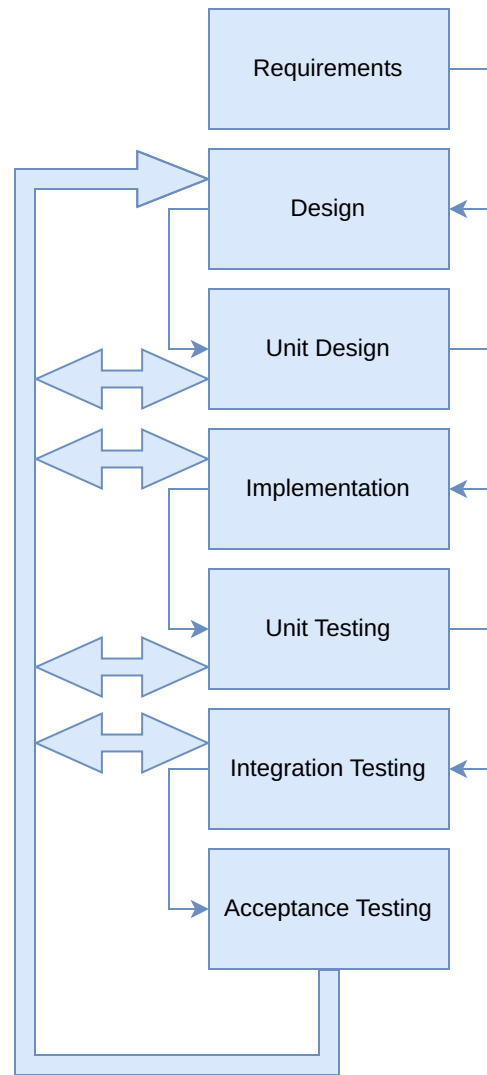 Requirements
Design
Unit Design
Implementation
Unit Testing
Integration Testing
Acceptance Testing